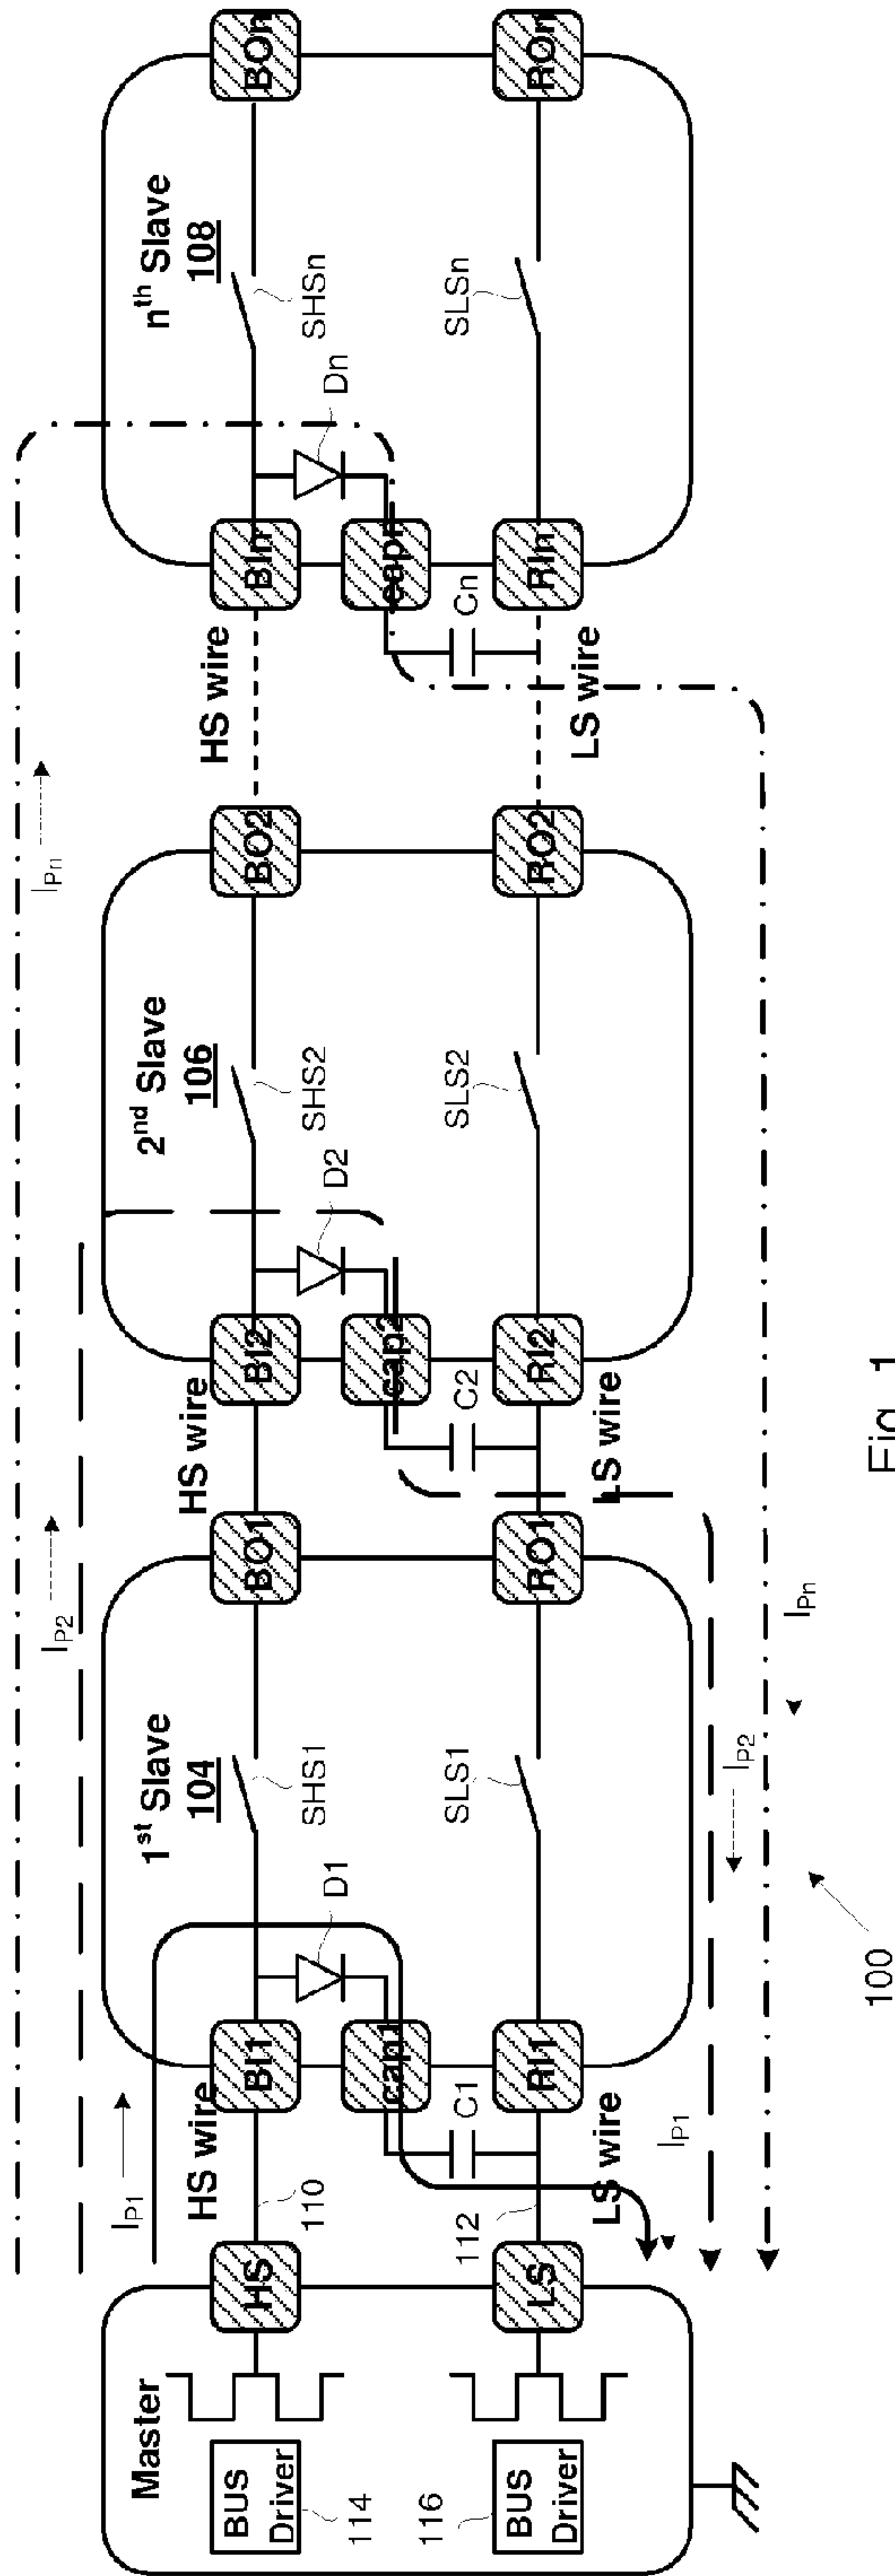 Master
BUS
Driver
114
BUS
Driver
116
HS
LS
I_P1
HS wire
110
112
LS wire
I_P1
BI1
cap1
RI1
C1
D1
1st Slave
104
SHS1
SLS1
BO1
RO1
I_P2
I_P2
HS wire
LS wire
BI2
cap2
RI2
C2
D2
2nd Slave
106
SHS2
SLS2
BO2
RO2
I_Pn
I_Pn
HS wire
LS wire
BIn
capn
RIn
Cn
Dn
nth Slave
108
SHSn
SLSn
BOn
ROn
100
Fig. 1